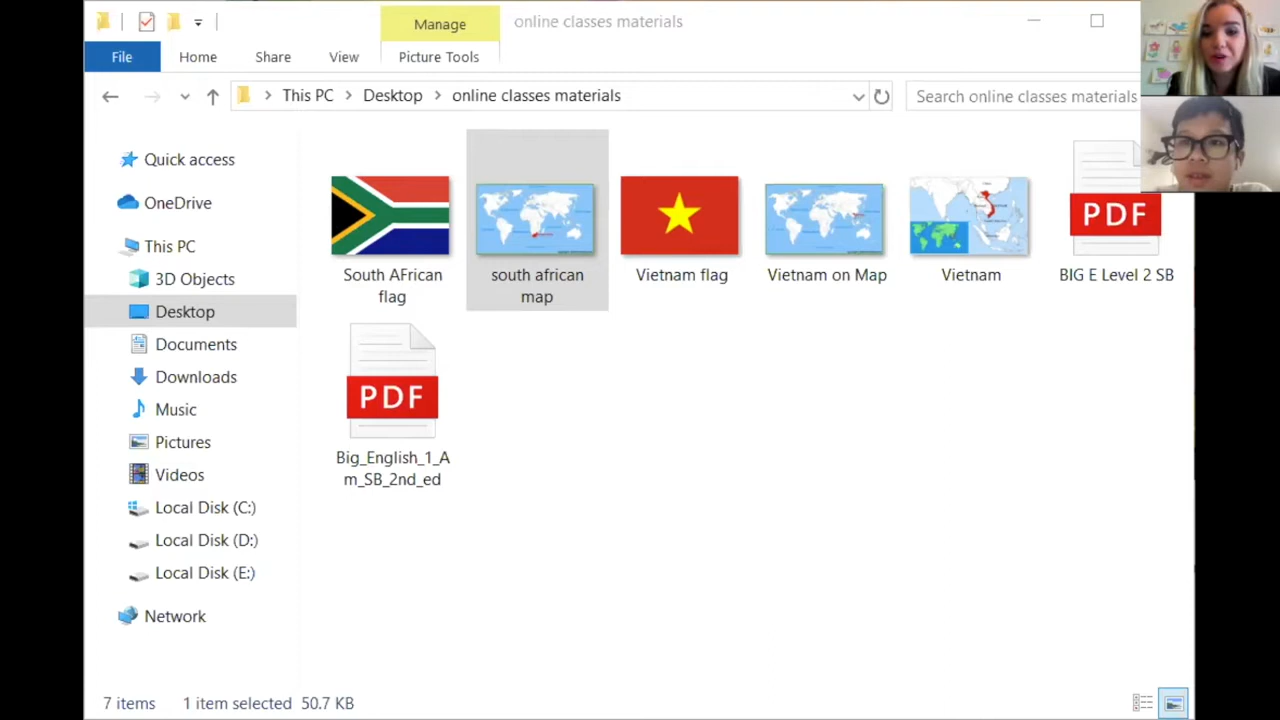 Manage
online classes materials
File
Home
Share
View
Picture Tools
This PC
Desktop
online classes materials
Search online classes materials
Quick access
OneDrive
This PC
3D Objects
Desktop
Documents
Downloads
Music
Pictures
Videos
Local Disk (C:)
Local Disk (D:)
Local Disk (E:)
Network
South AFrican
flag
south african
map
Vietnam flag
Vietnam on Map
Vietnam
PDF
BIG E Level 2 SB
PDF
Big_English_1_A
m_SB_2nd_ed
7 items
1 item selected
50.7 KB